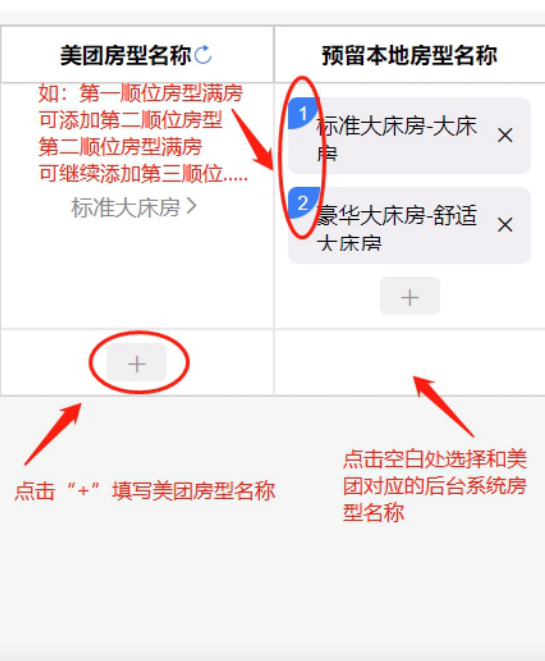 美团房型名称
预留本地房型名称
如：第一顺位房型满房
可添加第二顺位房型
第二顺位房型满房
可继续添加第三顺位.....
标准大床房
1
标准大床房-大床
房
2
豪华大床房-舒适
大床房
点击“+”填写美团房型名称
点击空白处选择和美
团对应的后台系统房
型名称